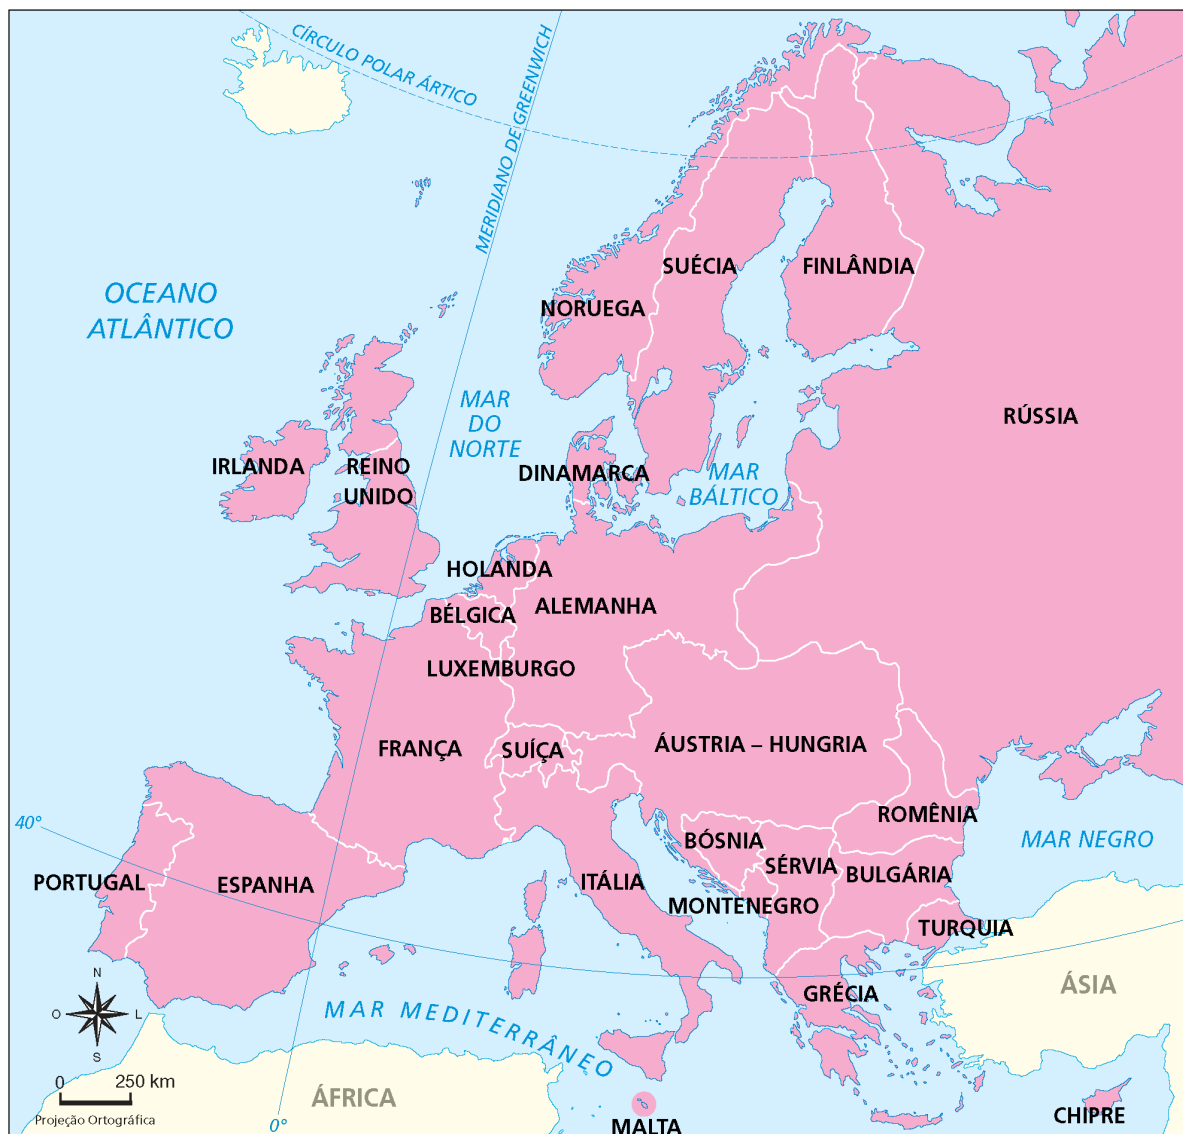 CÍRCULO POLAR ÁRTICO
MERIDIANO DE GREENWICH
OCEANO
ATLÂNTICO
SUÉCIA
FINLÂNDIA
NORUEGA
MAR
DO
NORTE
RÚSSIA
IRLANDA
REINO
UNIDO
DINAMARCA
MAR
BÁLTICO
HOLANDA
ALEMANHA
BÉLGICA
LUXEMBURGO
FRANÇA
SUÍÇA
ÁUSTRIA – HUNGRIA
ROMÊNIA
40°
BÓSNIA
SÉRVIA
MAR NEGRO
PORTUGAL
ESPANHA
ITÁLIA
BULGÁRIA
MONTENEGRO
TURQUIA
GRÉCIA
ÁSIA
N
O
L
S
MAR MEDITERRÂNEO
0
250 km
Projeção Ortográfica
ÁFRICA
0°
MALTA
CHIPRE